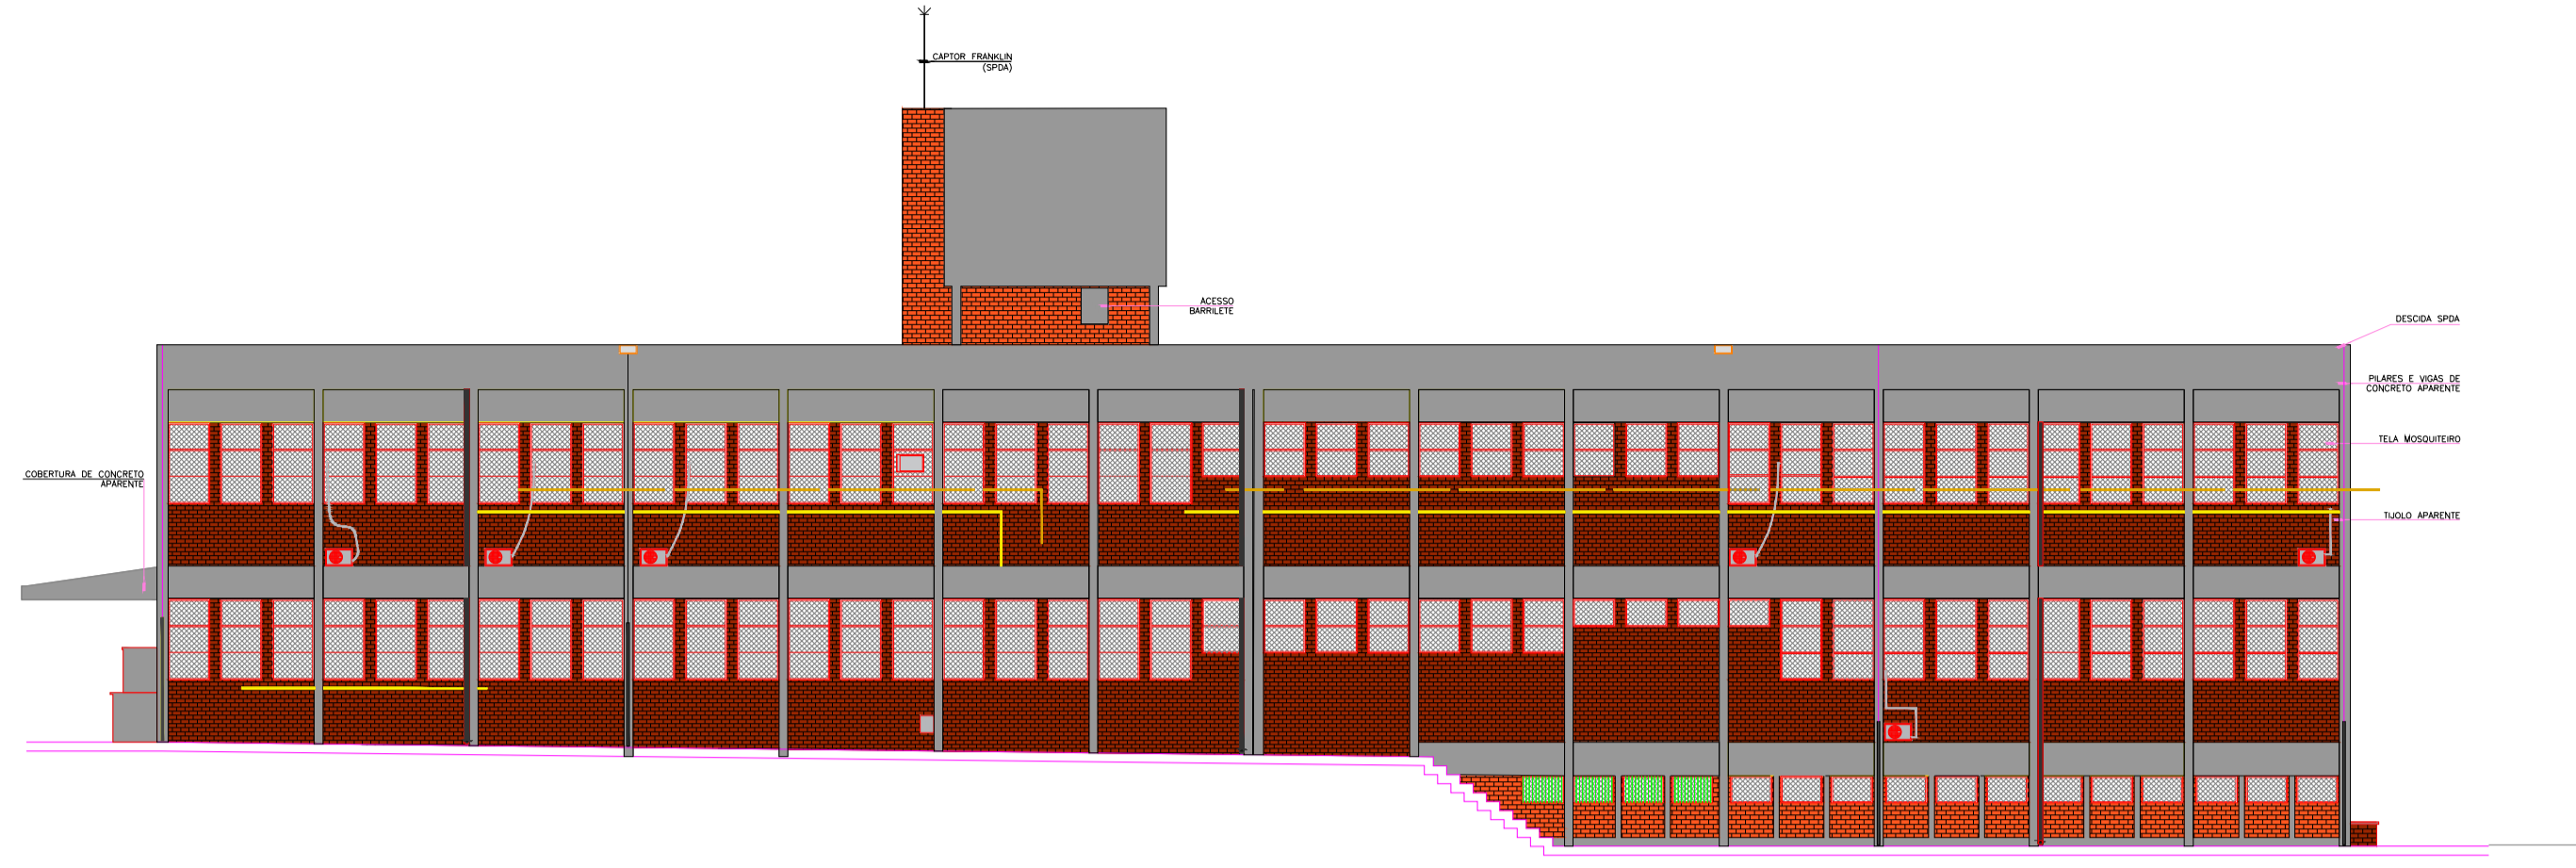 CAPTOR FRANKLIN
(SPDA)
ACESSO
BARRILETE
DESCIDA SPDA
PILARES E VIGAS DE
CONCRETO APARENTE
TELA MOSQUITEIRO
COBERTURA DE CONCRETO
APARENTE
TIJOLO APARENTE